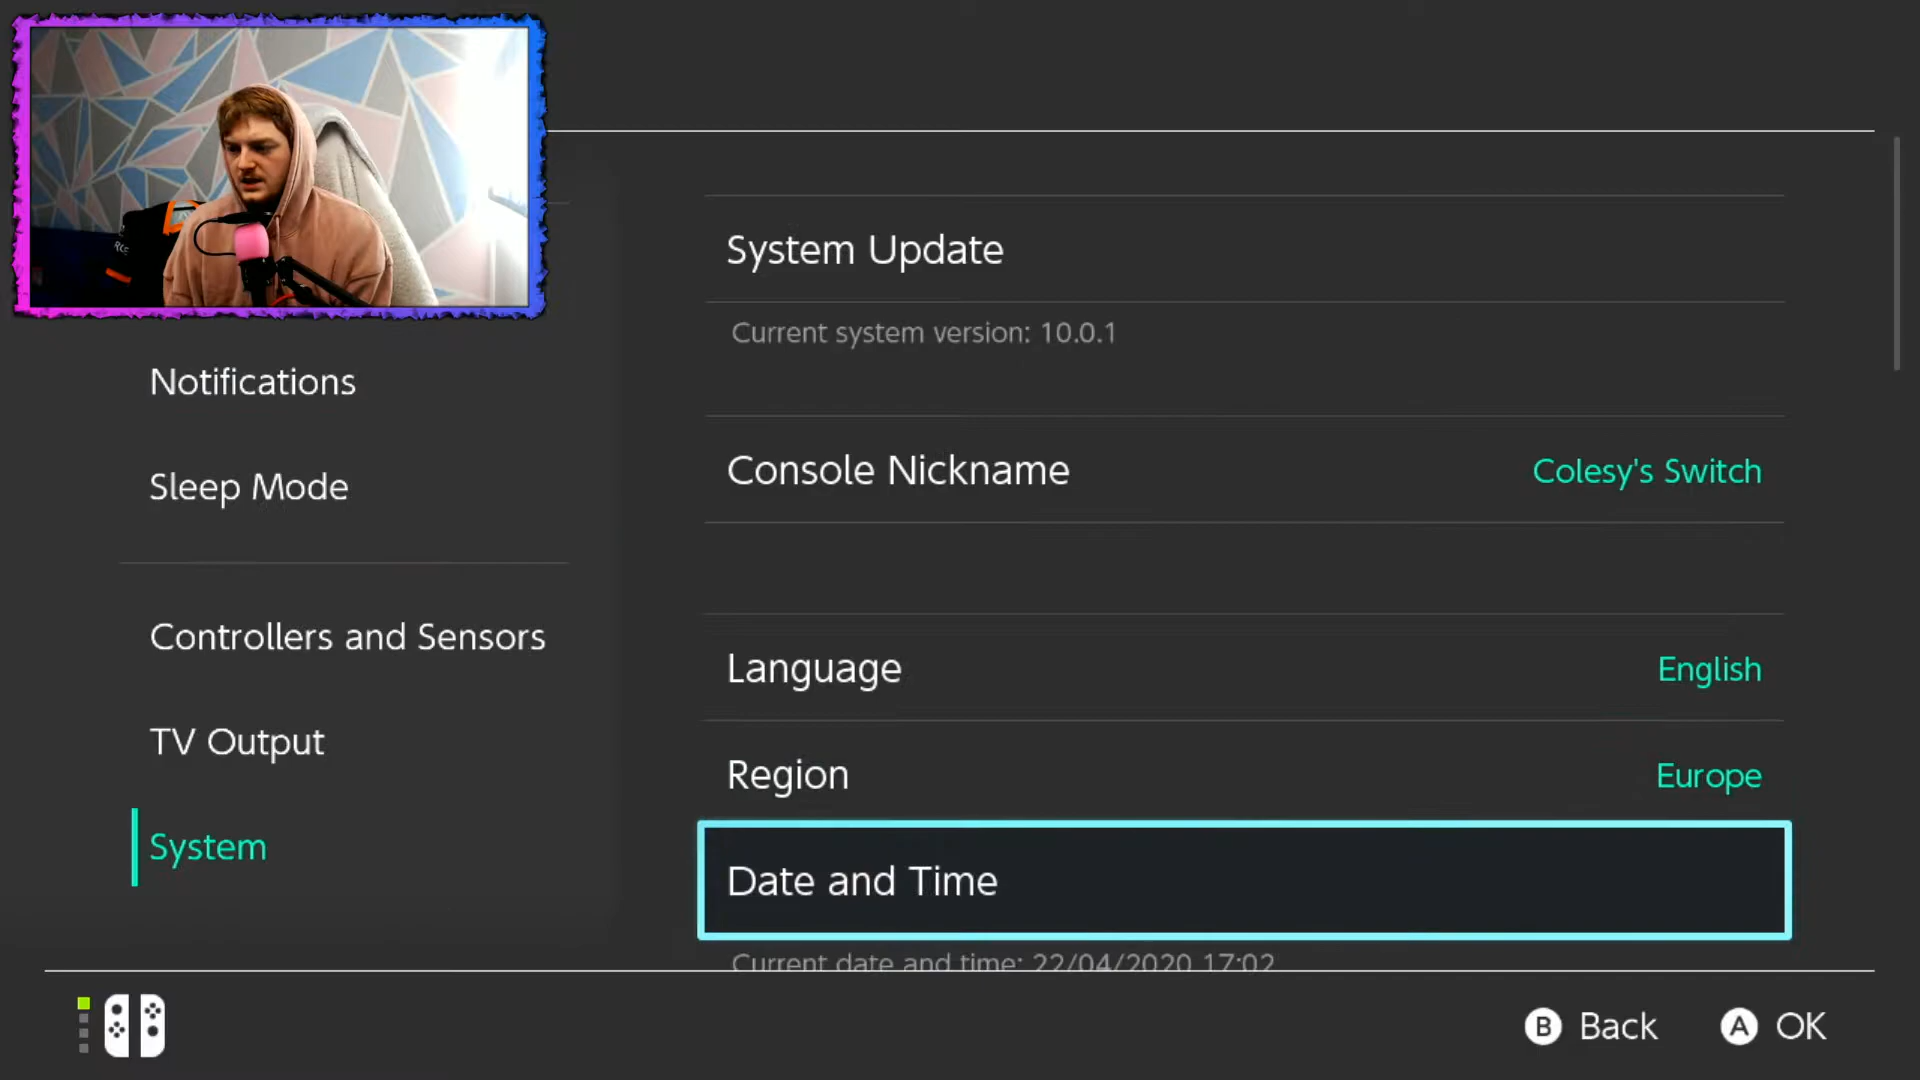 System Update
Current system version: 10.0.1
Notifications
Console Nickname Colesy's Switch
Sleep Mode
Controllers and Sensors
Language English
TV Output
Region Europe
System
Date and Time
Current date and time: 22/04/2020 17:02
B Back A OK